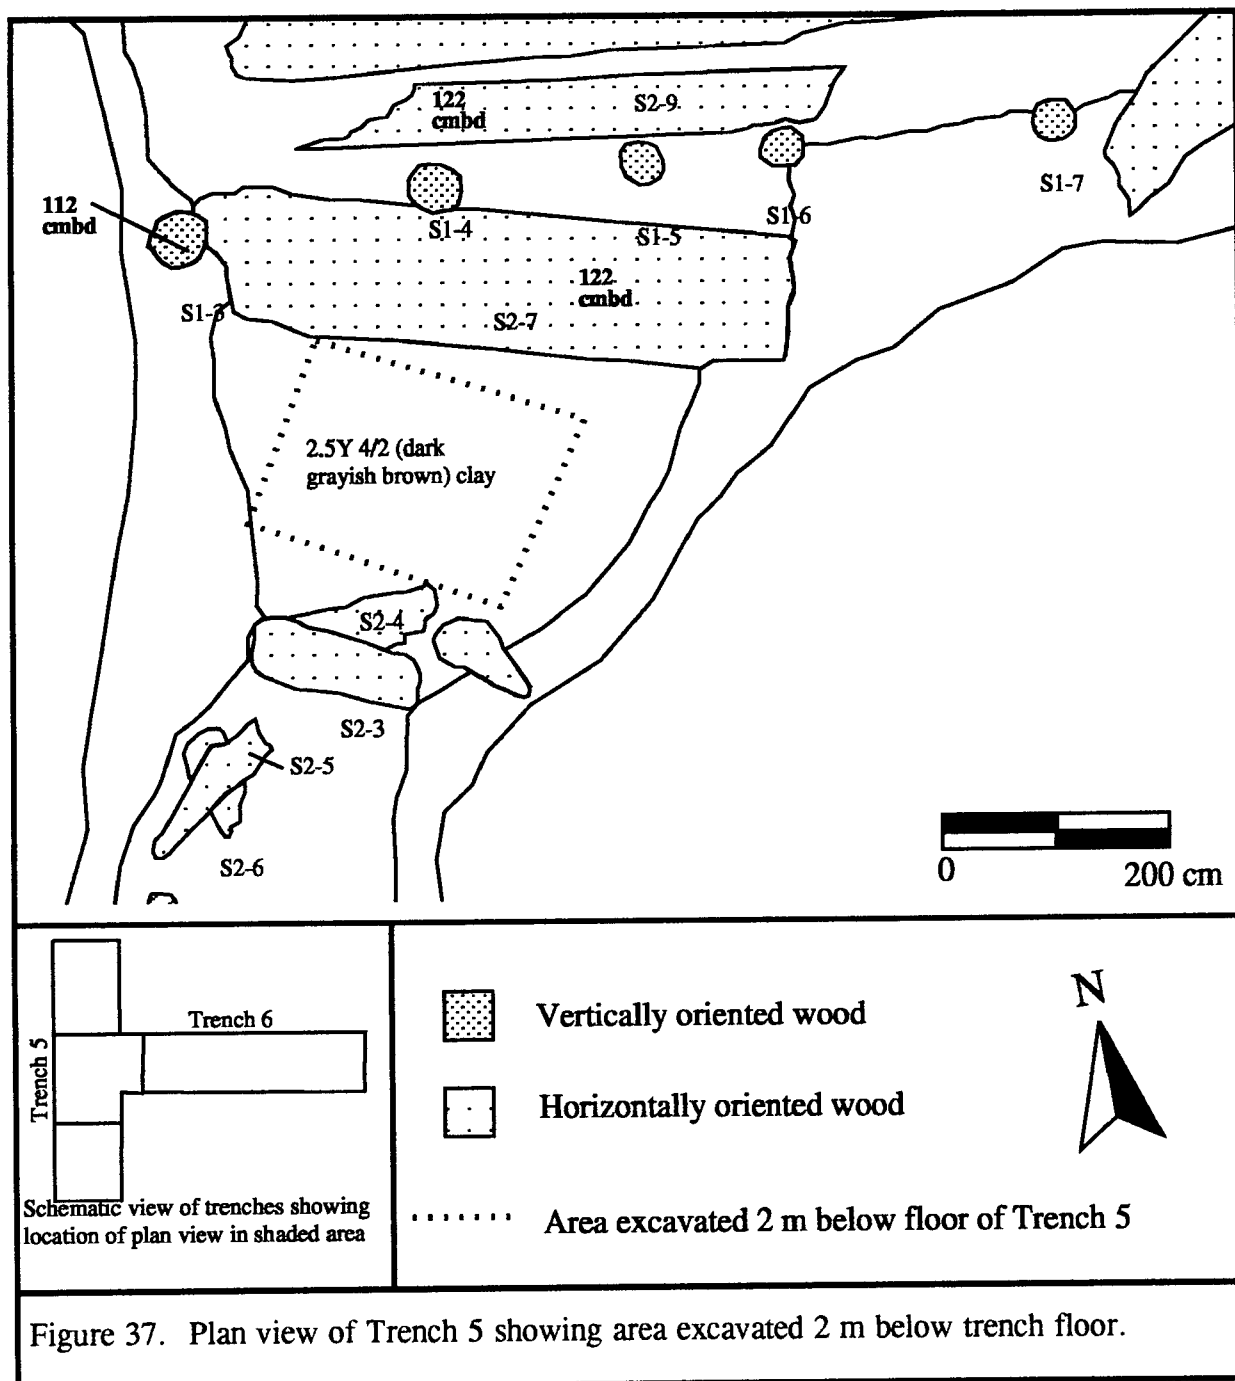 122
cmbd
S2-9
S1-7
112
cmbd
S1-4
S1-5
S1-6
122
cmbd
S1-3
S2-7
2.5Y 4/2 (dark
grayish brown) clay
S2-4
S2-3
S2-5
S2-6
0 200 cm
Trench 6
Trench 5
Schematic view of trenches showing
location of plan view in shaded area
Vertically oriented wood
Horizontally oriented wood
Area excavated 2 m below floor of Trench 5
N
Figure 37. Plan view of Trench 5 showing area excavated 2 m below trench floor.